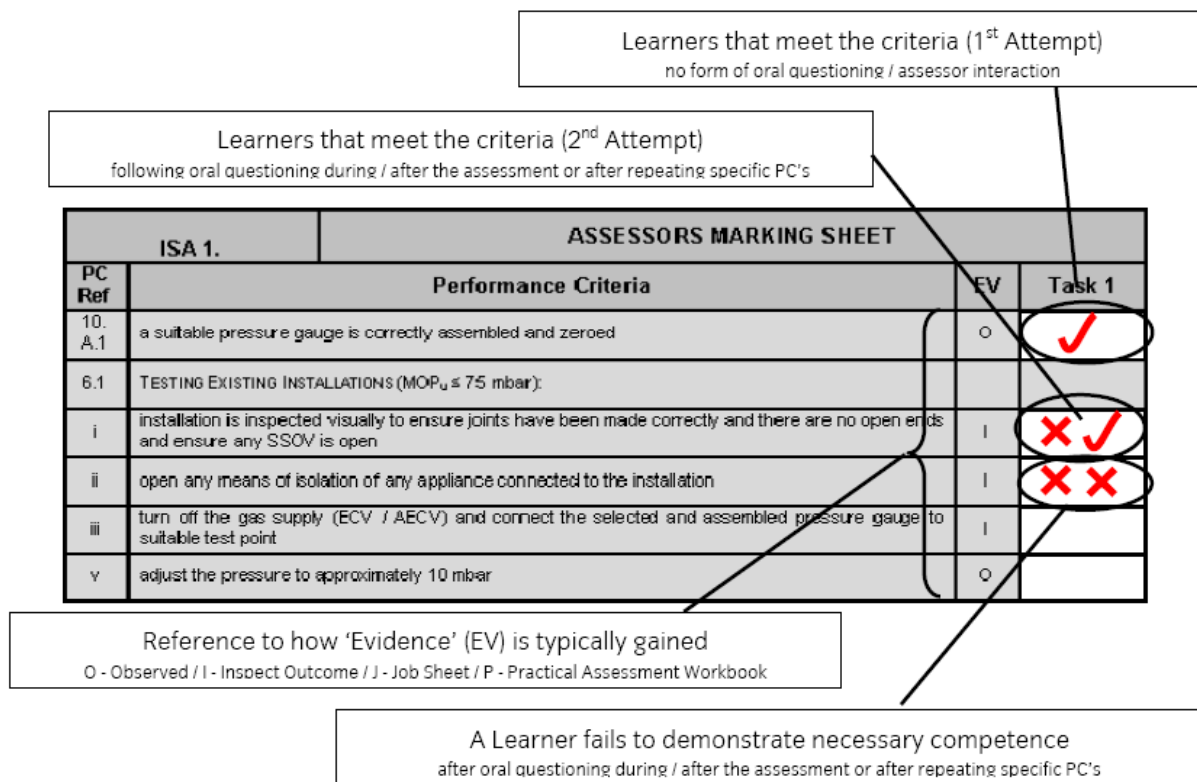 Learners that meet the criteria (1st Attempt)
no form of oral questioning / assessor interaction
Learners that meet the criteria (2nd Attempt)
following oral questioning during / after the assessment or after repeating specific PC's
ISA 1.
ASSESSORS MARKING SHEET
PC Ref
Performance Criteria
EV
Task 1
10. A.1
a suitable pressure gauge is correctly assembled and zeroed
O
6.1
TESTING EXISTING INSTALLATIONS (MOPu ≤ 75 mbar):
i
installation is inspected visually to ensure joints have been made correctly and there are no open ends
and ensure any SSOV is open
I
ii
open any means of isolation of any appliance connected to the installation
I
iii
turn off the gas supply (ECV / AECV) and connect the selected and assembled pressure gauge to
suitable test point
I
v
adjust the pressure to approximately 10 mbar
O
Reference to how 'Evidence' (EV) is typically gained
O - Observed / I - Inspect Outcome / J - Job Sheet / P - Practical Assessment Workbook
A Learner fails to demonstrate necessary competence
after oral questioning during / after the assessment or after repeating specific PC's